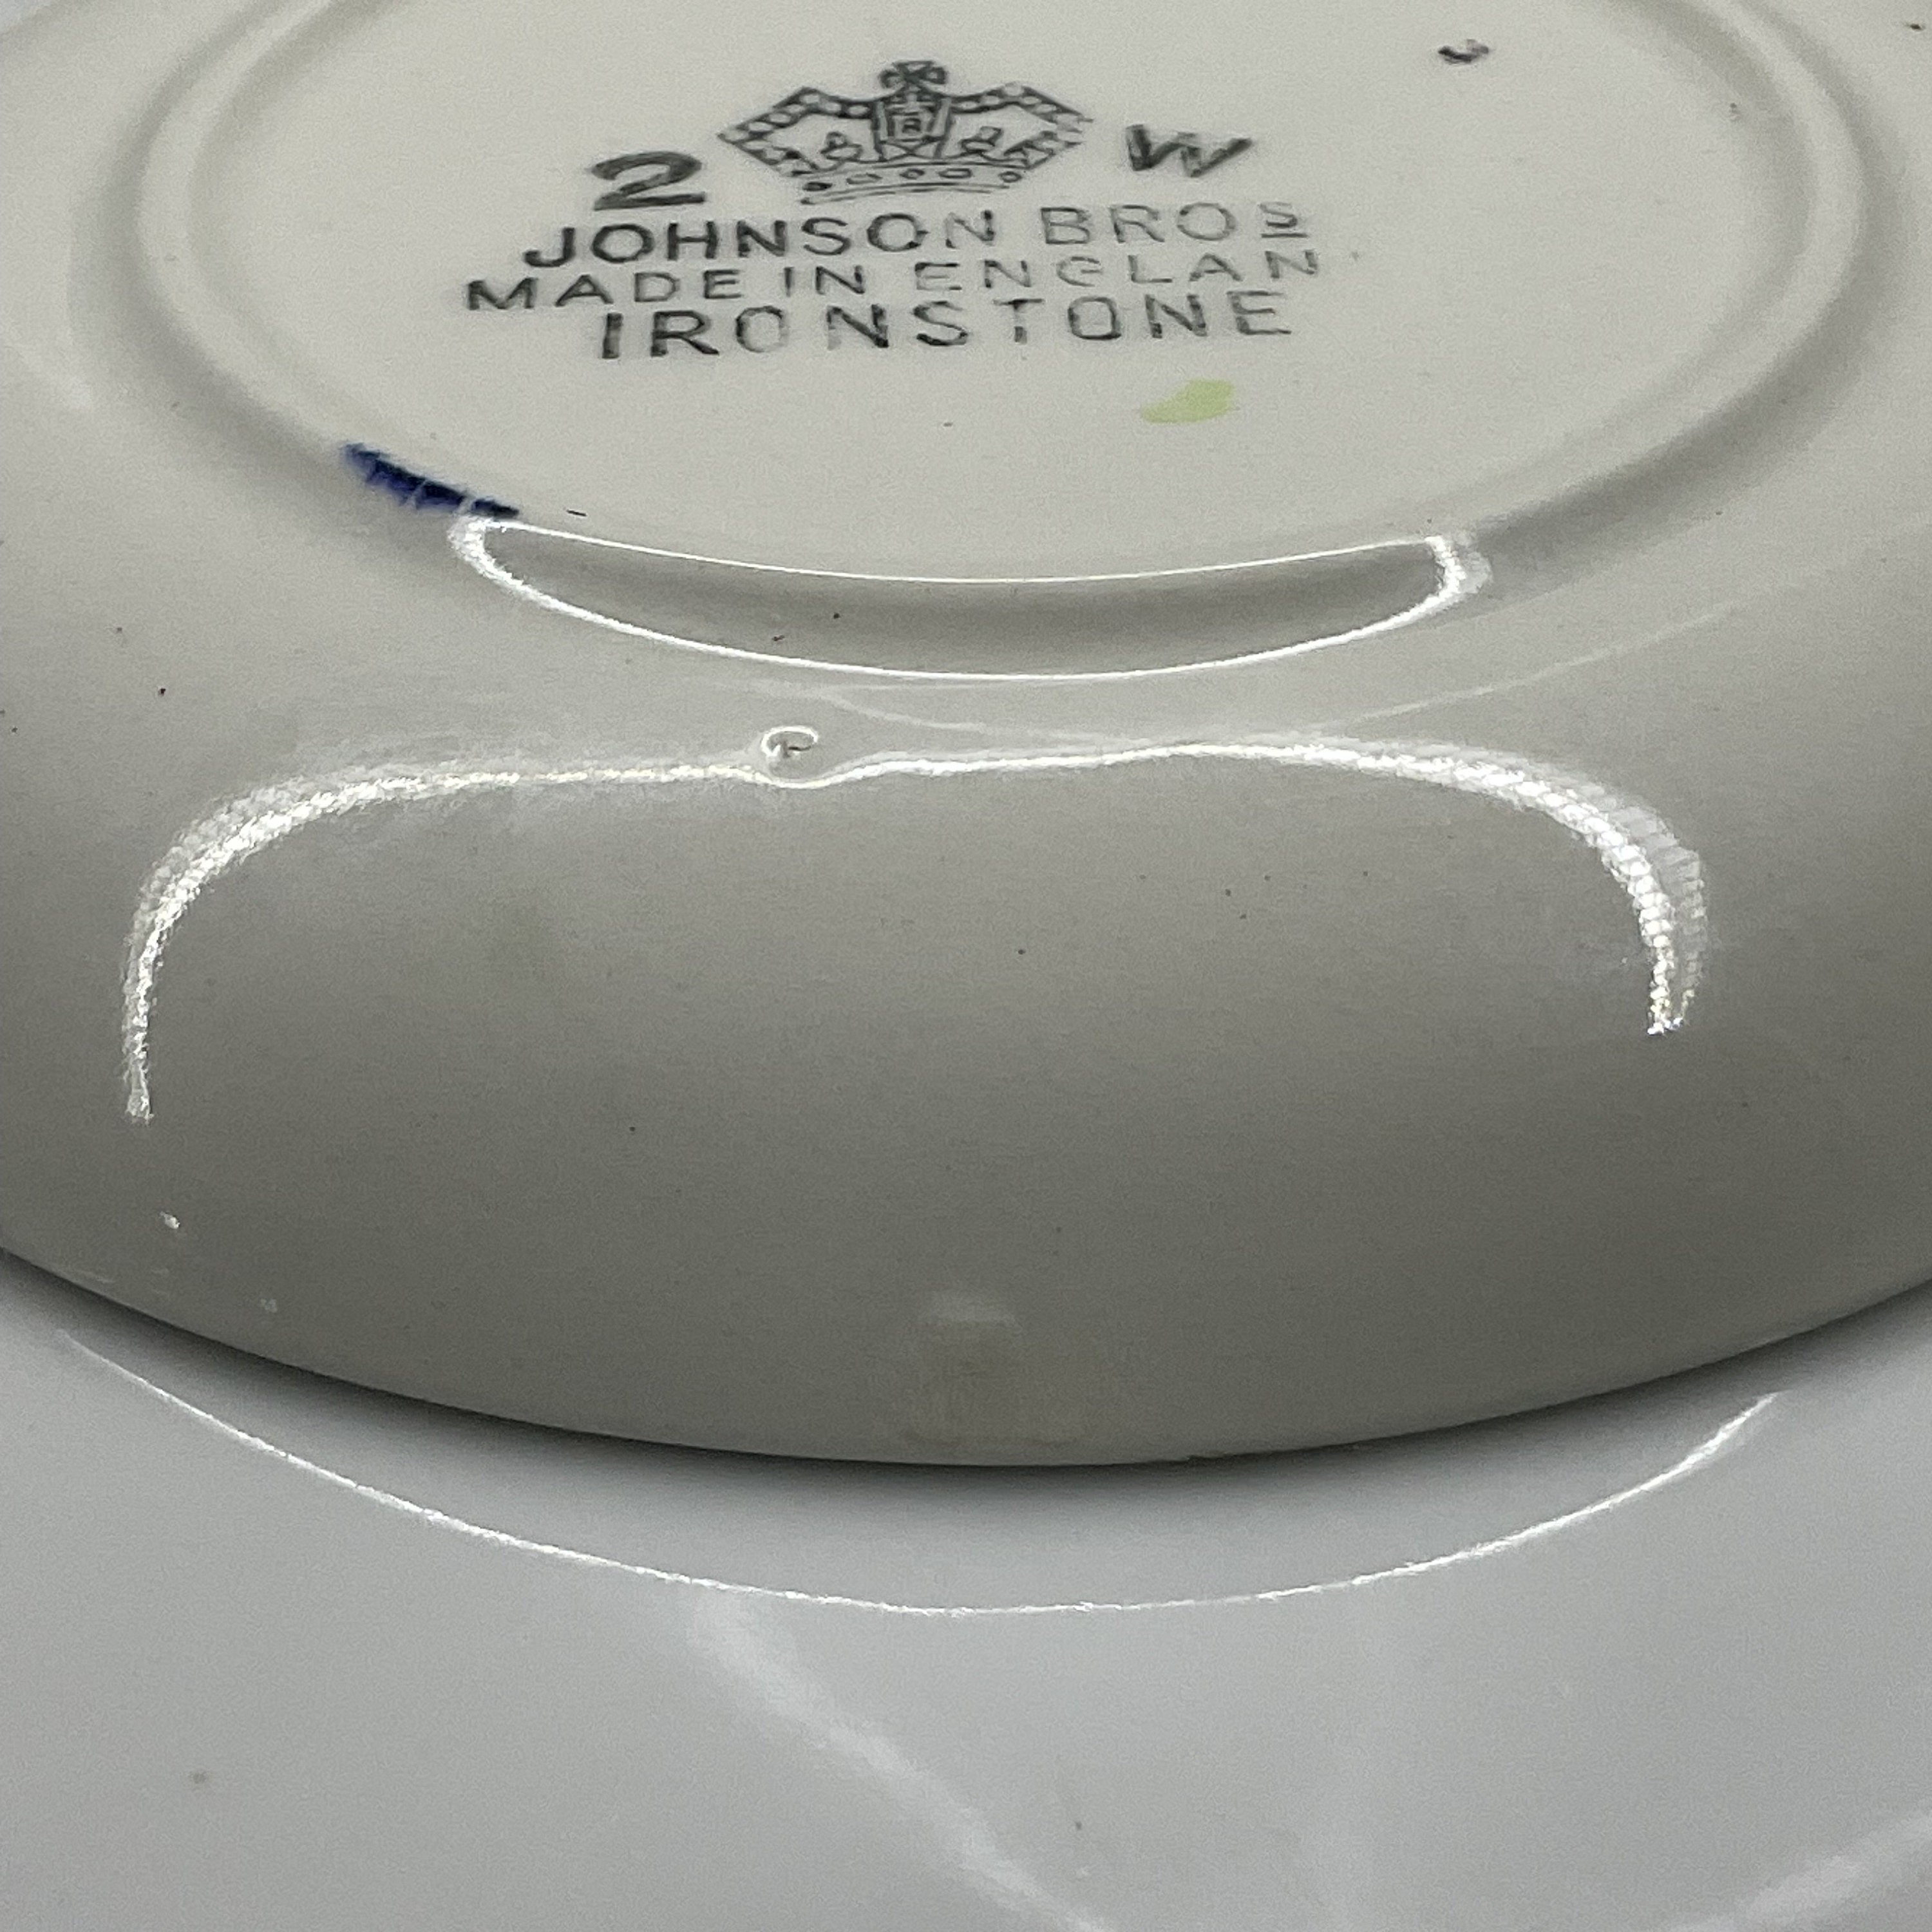 2 W
JOHNSON BROS
MADE IN ENGLAN
IRONSTONE